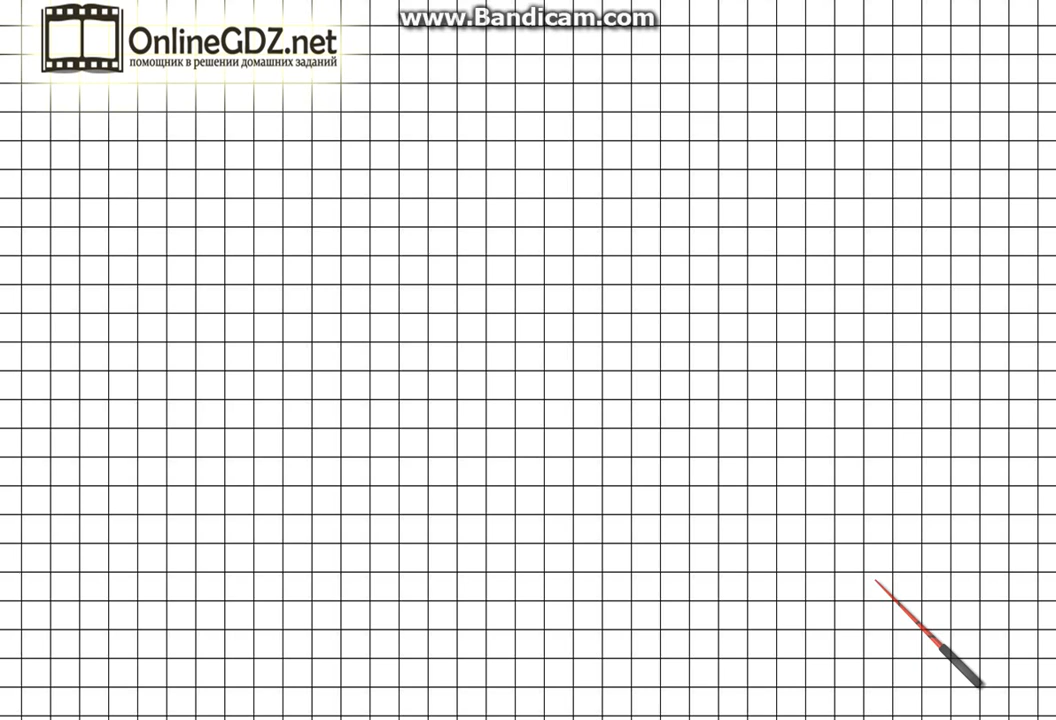 www.Bandicam.com
OnlineGDZ.net
помощник в решении домашних заданий